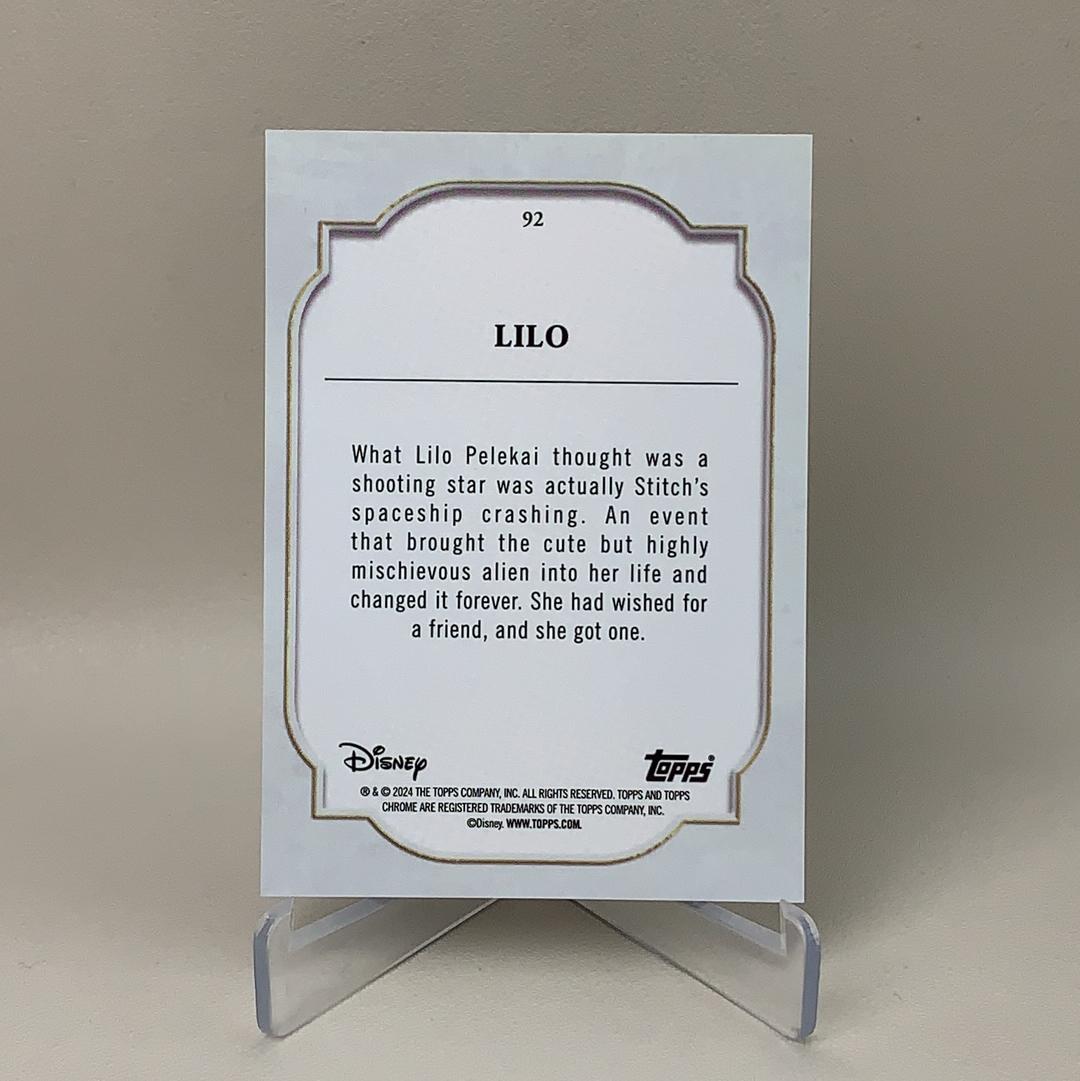 92
LILO
What Lilo Pelekai thought was a
shooting star was actually Stitch's
spaceship crashing. An event
that brought the cute but highly
mischievous alien into her life and
changed it forever. She had wished for
a friend, and she got one.
Disney topps®
® & © 2024 THE TOPPS COMPANY, INC. ALL RIGHTS RESERVED. TOPPS AND TOPPS
CHROME ARE REGISTERED TRADEMARKS OF THE TOPPS COMPANY, INC.
©Disney. WWW.TOPPS.COM.